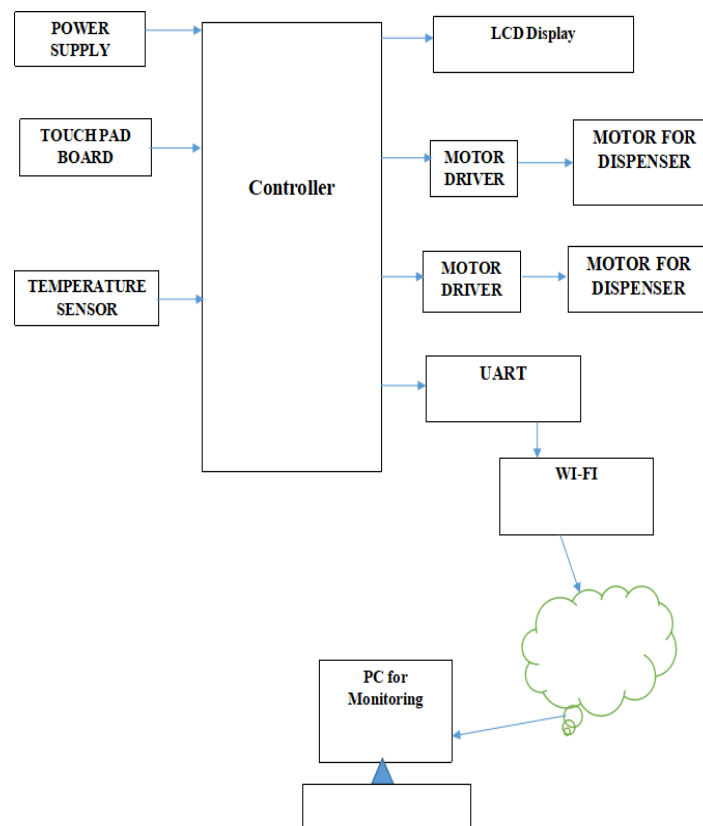 POWER
SUPPLY
LCD Display
TOUCH PAD
BOARD
MOTOR
DRIVER
MOTOR FOR
DISPENSER
Controller
TEMPERATURE
SENSOR
MOTOR
DRIVER
MOTOR FOR
DISPENSER
UART
WI-FI
PC for
Monitoring